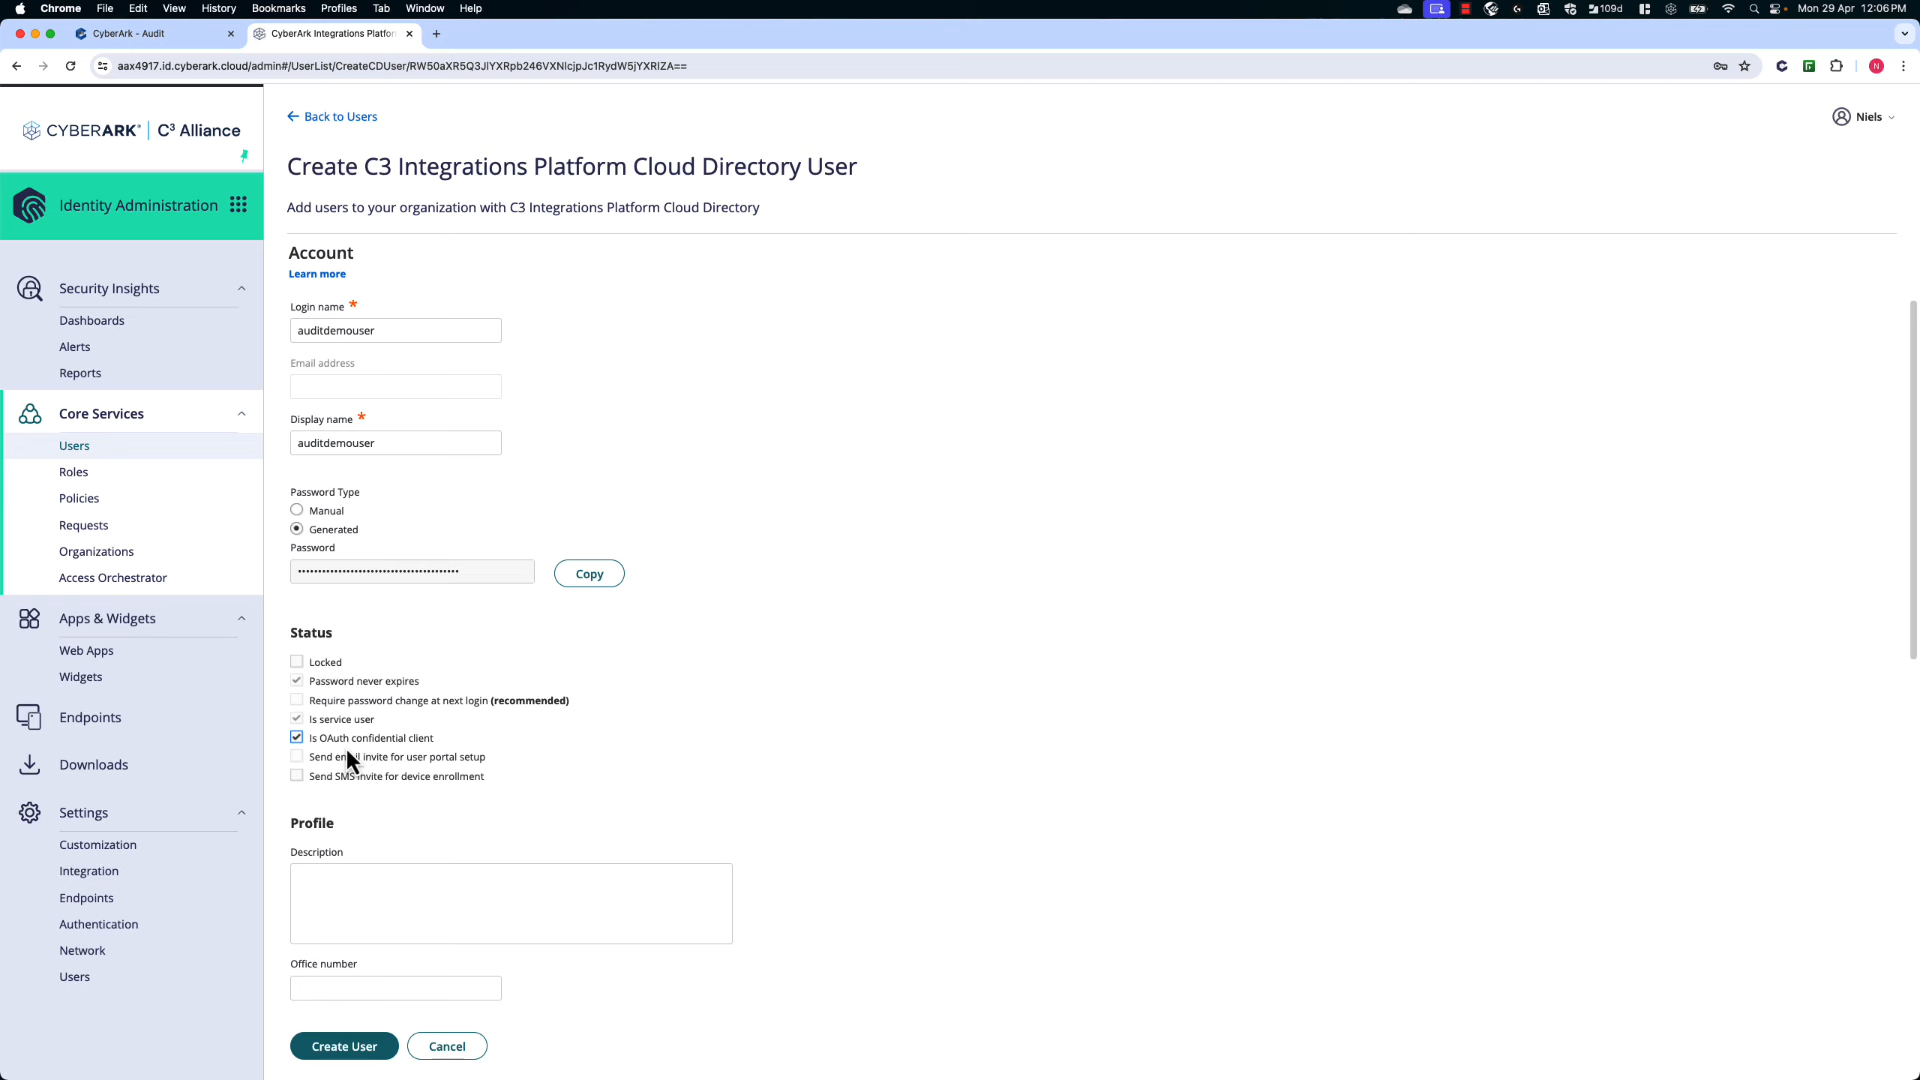 Chrome File Edit View History Bookmarks Profiles Tab Window Help 109d Mon 29 Apr 12:06 PM
CyberArk - Audit CyberArk Integrations Platfor
aax4917.id.cyberark.cloud/admin#/UserList/CreateCDUser/RW50aXR5Q3JlYXRpb246VXNlcjpJc1RydW5jYXRlZA== N
CYBERARK® | C³ Alliance
Identity Administration
Security Insights
Dashboards
Alerts
Reports
Core Services
Users
Roles
Policies
Requests
Organizations
Access Orchestrator
Apps & Widgets
Web Apps
Widgets
Endpoints
Downloads
Settings
Customization
Integration
Endpoints
Authentication
Network
Users
Back to Users
Niels
Create C3 Integrations Platform Cloud Directory User
Add users to your organization with C3 Integrations Platform Cloud Directory
Account
Learn more
Login name *
auditdemouser
Email address
Display name *
auditdemouser
Password Type
Manual
Generated
Password
Copy
Status
Locked
Password never expires
Require password change at next login (recommended)
Is service user
Is OAuth confidential client
Send email invite for user portal setup
Send SMS invite for device enrollment
Profile
Description
Office number
Create User Cancel